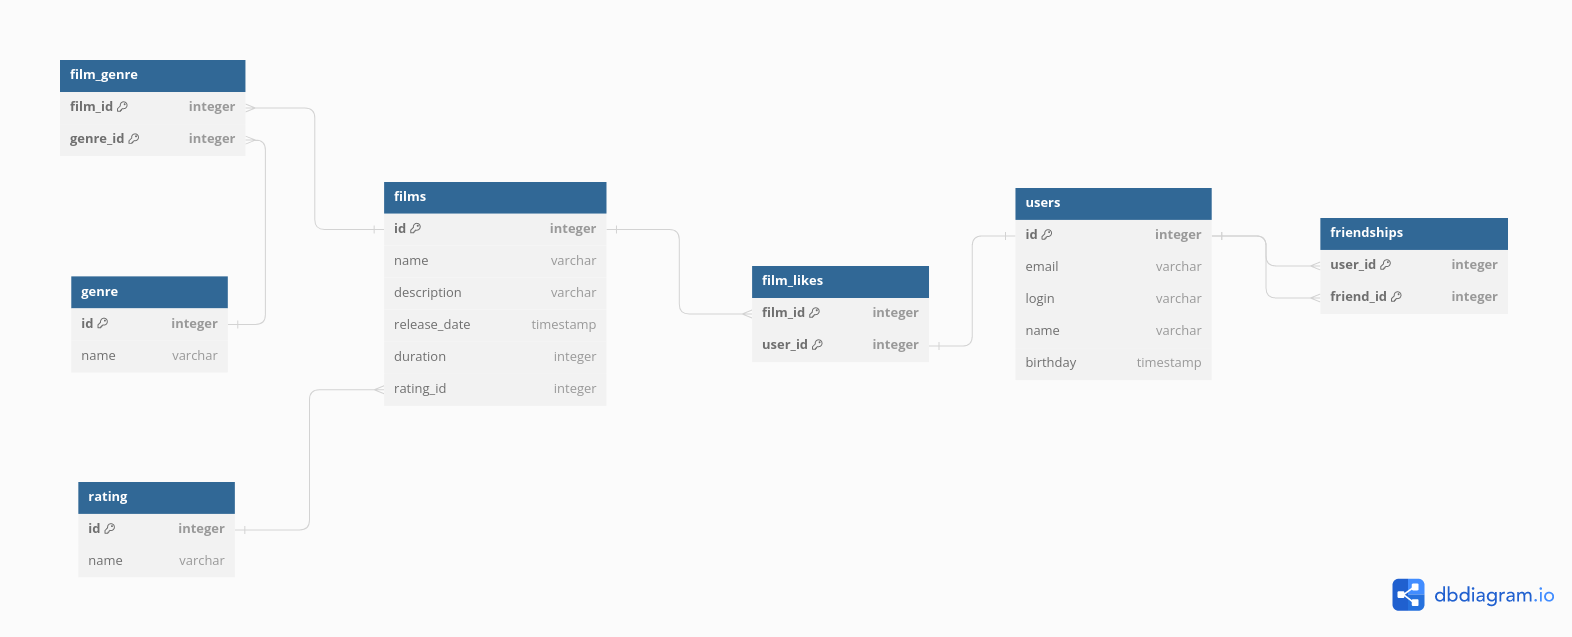 film_genre
film_id integer
genre_id integer
genre
id integer
name varchar
rating
id integer
name varchar
films
id integer
name varchar
description varchar
release_date timestamp
duration integer
rating_id integer
film_likes
film_id integer
user_id integer
users
id integer
email varchar
login varchar
name varchar
birthday timestamp
friendships
user_id integer
friend_id integer
dbdiagram.io